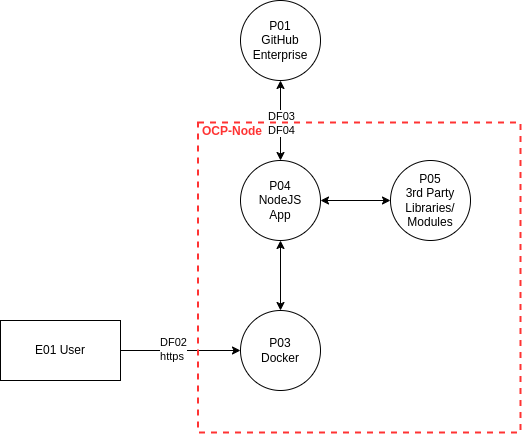 P01
GitHub
Enterprise
DF03
OCP-Node
DF04
P04
NodeJS
App
P05
3rd Party
Libraries/
Modules
E01 User
DF02
https
P03
Docker